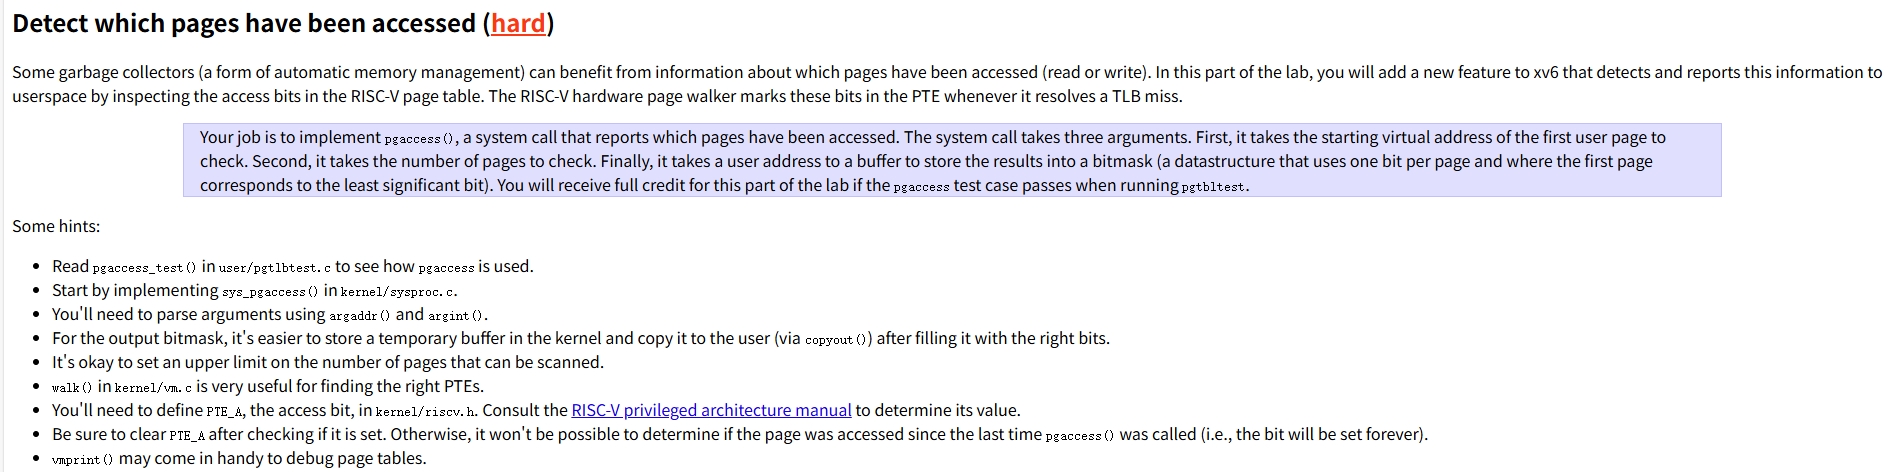 Detect which pages have been accessed (hard)
Some garbage collectors (a form of automatic memory management) can benefit from information about which pages have been accessed (read or write). In this part of the lab, you will add a new feature to xv6 that detects and reports this information to
userspace by inspecting the access bits in the RISC-V page table. The RISC-V hardware page walker marks these bits in the PTE whenever it resolves a TLB miss.
Your job is to implement pgaccess(), a system call that reports which pages have been accessed. The system call takes three arguments. First, it takes the starting virtual address of the first user page to
check. Second, it takes the number of pages to check. Finally, it takes a user address to a buffer to store the results into a bitmask (a datastructure that uses one bit per page and where the first page
corresponds to the least significant bit). You will receive full credit for this part of the lab if the pgaccess test case passes when running pgtbltest.
Some hints:
• Read pgaccess_test() in user/pgtlbtest.c to see how pgaccess is used.
• Start by implementing sys_pgaccess() in kernel/sysproc.c.
• You'll need to parse arguments using argaddr() and argint().
• For the output bitmask, it's easier to store a temporary buffer in the kernel and copy it to the user (via copyout()) after filling it with the right bits.
• It's okay to set an upper limit on the number of pages that can be scanned.
• walk() in kernel/vm.c is very useful for finding the right PTEs.
• You'll need to define PTE_A, the access bit, in kernel/riscv.h. Consult the RISC-V privileged architecture manual to determine its value.
• Be sure to clear PTE_A after checking if it is set. Otherwise, it won't be possible to determine if the page was accessed since the last time pgaccess() was called (i.e., the bit will be set forever).
• vmprint() may come in handy to debug page tables.